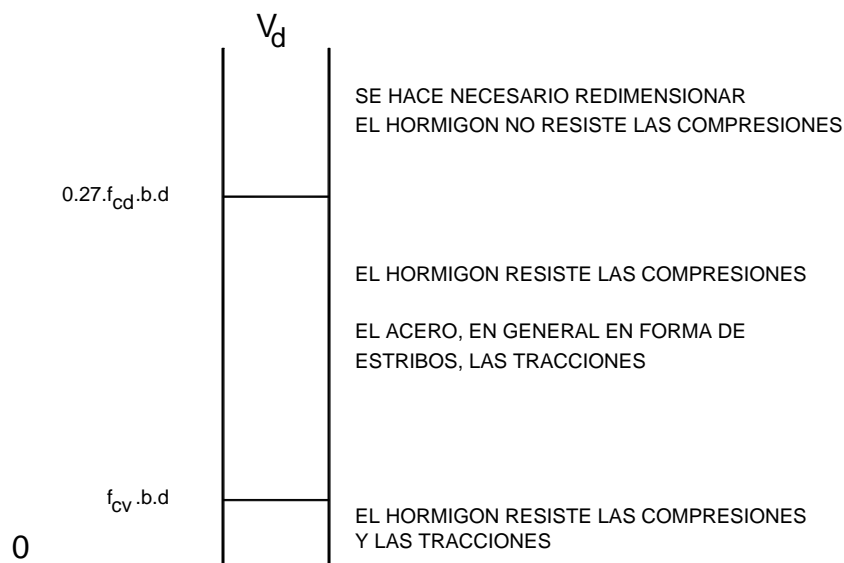 Vd
SE HACE NECESARIO REDIMENSIONAR
EL HORMIGON NO RESISTE LAS COMPRESIONES
0.27.fcd.b.d
EL HORMIGON RESISTE LAS COMPRESIONES
EL ACERO, EN GENERAL EN FORMA DE
ESTRIBOS, LAS TRACCIONES
fcv.b.d
EL HORMIGON RESISTE LAS COMPRESIONES
Y LAS TRACCIONES
0